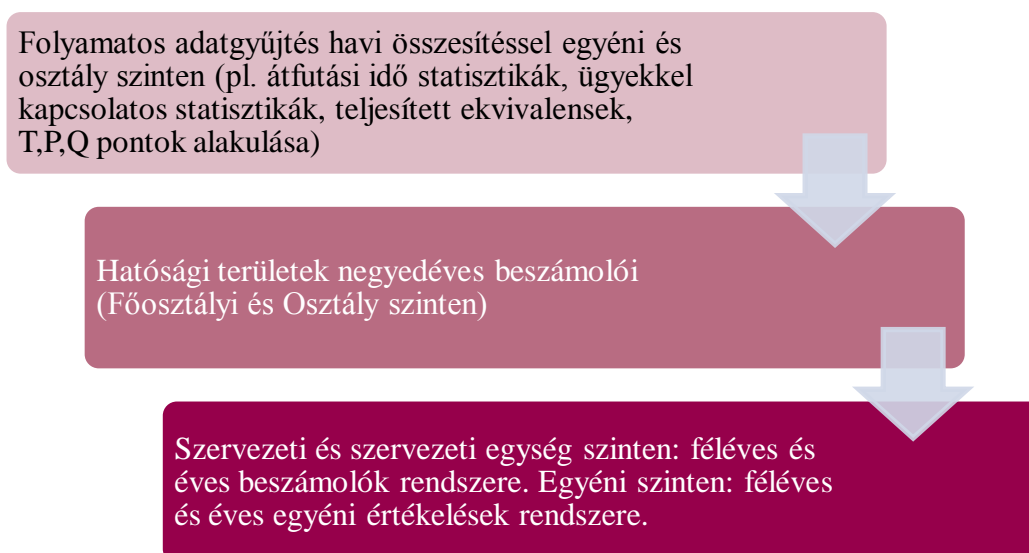 Folyamatos adatgyűjtés havi összesítéssel egyéni és
osztály szinten (pl. átfutási idő statisztikák, ügyekkel
kapcsolatos statisztikák, teljesített ekvivalensek,
T,P,Q pontok alakulása)
Hatósági területek negyedéves beszámolói
(Főosztályi és Osztály szinten)
Szervezeti és szervezeti egység szinten: féléves és
éves beszámolók rendszere. Egyéni szinten: féléves
és éves egyéni értékelések rendszere.